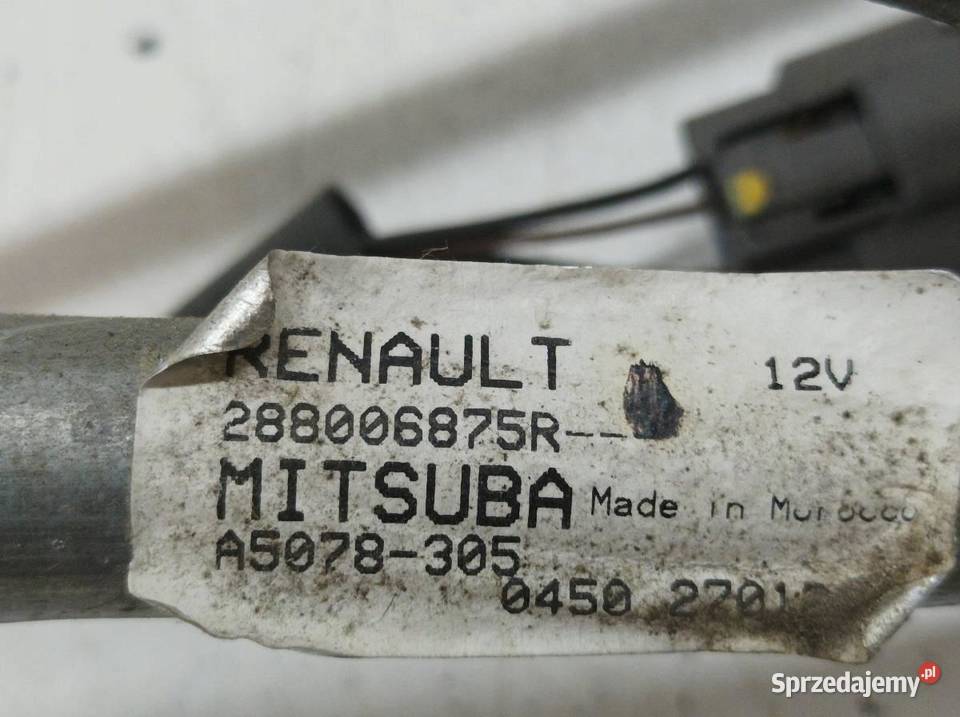 RENAULT 12V
288006875R--
MITSUBA Made in Morocco
A5078-305
0450
Sprzedajemy.pl